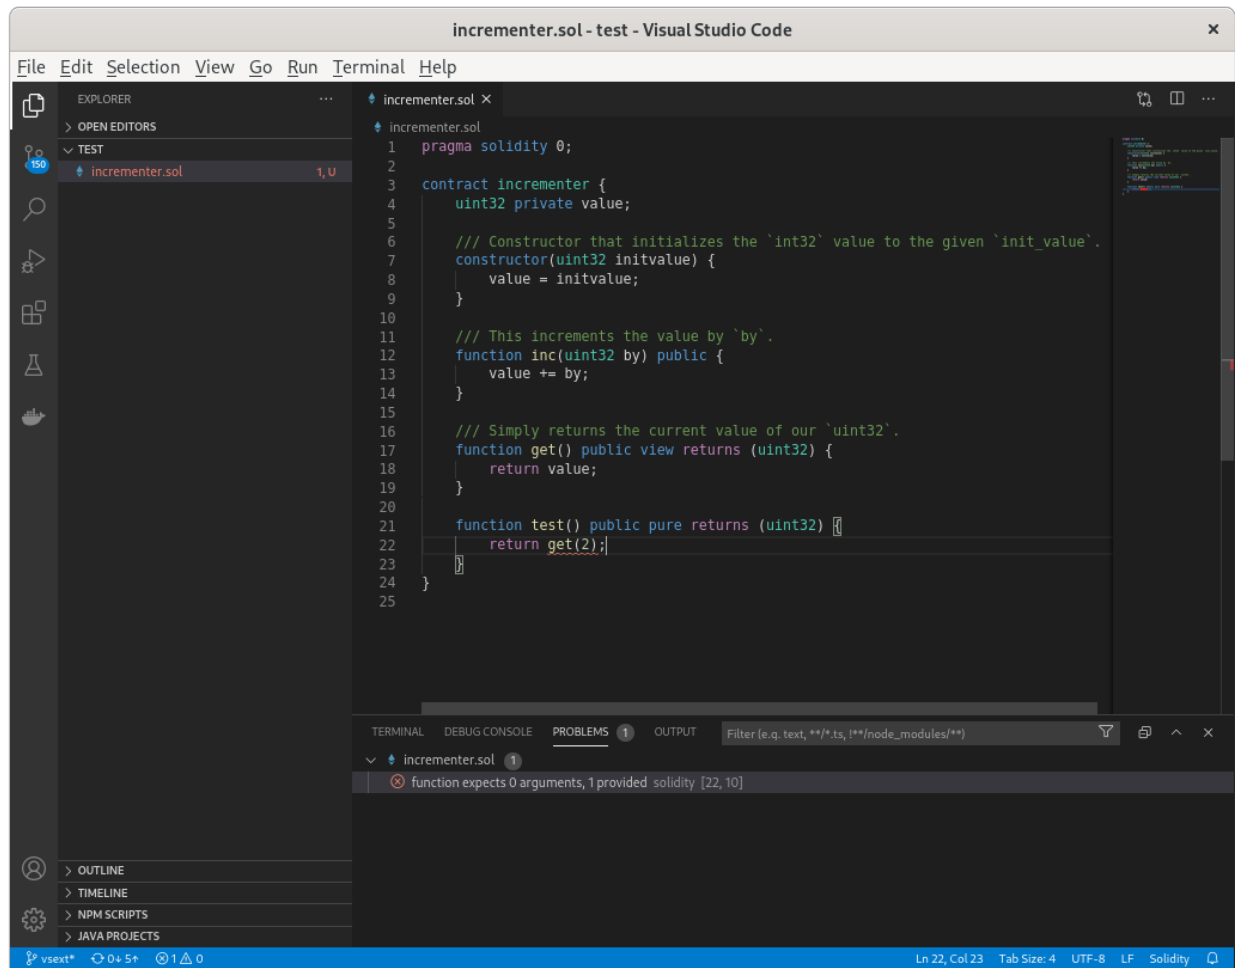 incrementer.sol - test - Visual Studio Code ×
File Edit Selection View Go Run Terminal Help
EXPLORER ···
OPEN EDITORS
TEST
incrementer.sol 1, U
150
incrementer.sol ×
incrementer.sol
1 pragma solidity 0;
2
3 contract incrementer {
4     uint32 private value;
5
6     /// Constructor that initializes the `int32` value to the given `init_value`.
7     constructor(uint32 initvalue) {
8         value = initvalue;
9     }
10
11     /// This increments the value by `by`.
12     function inc(uint32 by) public {
13         value += by;
14     }
15
16     /// Simply returns the current value of our `uint32`.
17     function get() public view returns (uint32) {
18         return value;
19     }
20
21     function test() public pure returns (uint32) {
22         return get(2);
23     }
24 }
25
TERMINAL DEBUG CONSOLE PROBLEMS 1 OUTPUT Filter (e.g. text, **/*.ts, !**/node_modules/**)
incrementer.sol 1
function expects 0 arguments, 1 provided solidity [22, 10]
OUTLINE
TIMELINE
NPM SCRIPTS
JAVA PROJECTS
vsext* 0↓ 5↑ 1 0 Ln 22, Col 23 Tab Size: 4 UTF-8 LF Solidity